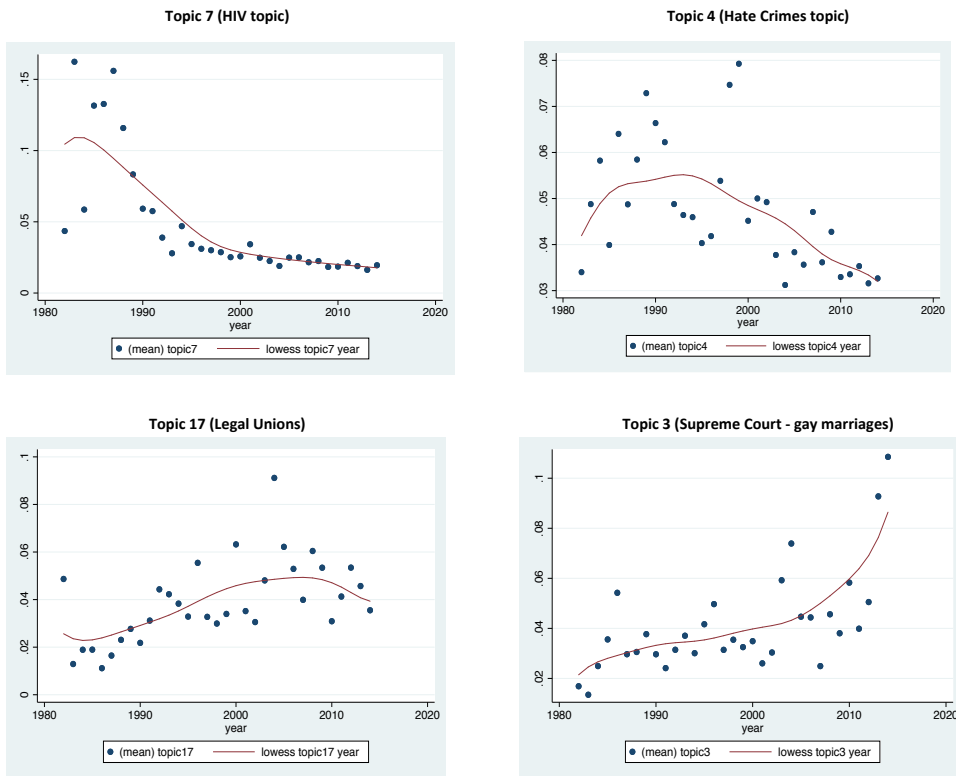 Topic 7 (HIV topic)
.15
.1
.05
0
1980 1990 2000 2010 2020
year
(mean) topic7 lowess topic7 year
Topic 4 (Hate Crimes topic)
.08
.07
.06
.05
.04
.03
1980 1990 2000 2010 2020
year
(mean) topic4 lowess topic4 year
Topic 17 (Legal Unions)
.1
.08
.06
.04
.02
0
1980 1990 2000 2010 2020
year
(mean) topic17 lowess topic17 year
Topic 3 (Supreme Court - gay marriages)
.1
.08
.06
.04
.02
1980 1990 2000 2010 2020
year
(mean) topic3 lowess topic3 year